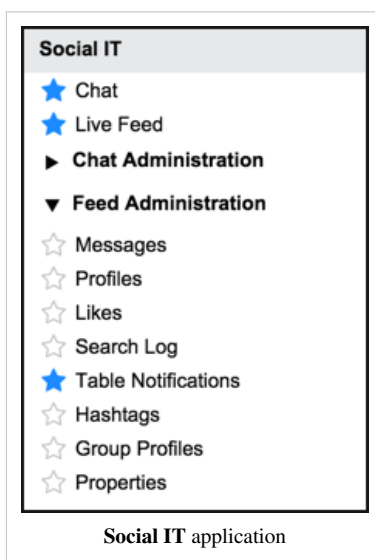 Social IT
Chat
Live Feed
Chat Administration
Feed Administration
Messages
Profiles
Likes
Search Log
Table Notifications
Hashtags
Group Profiles
Properties
Social IT application